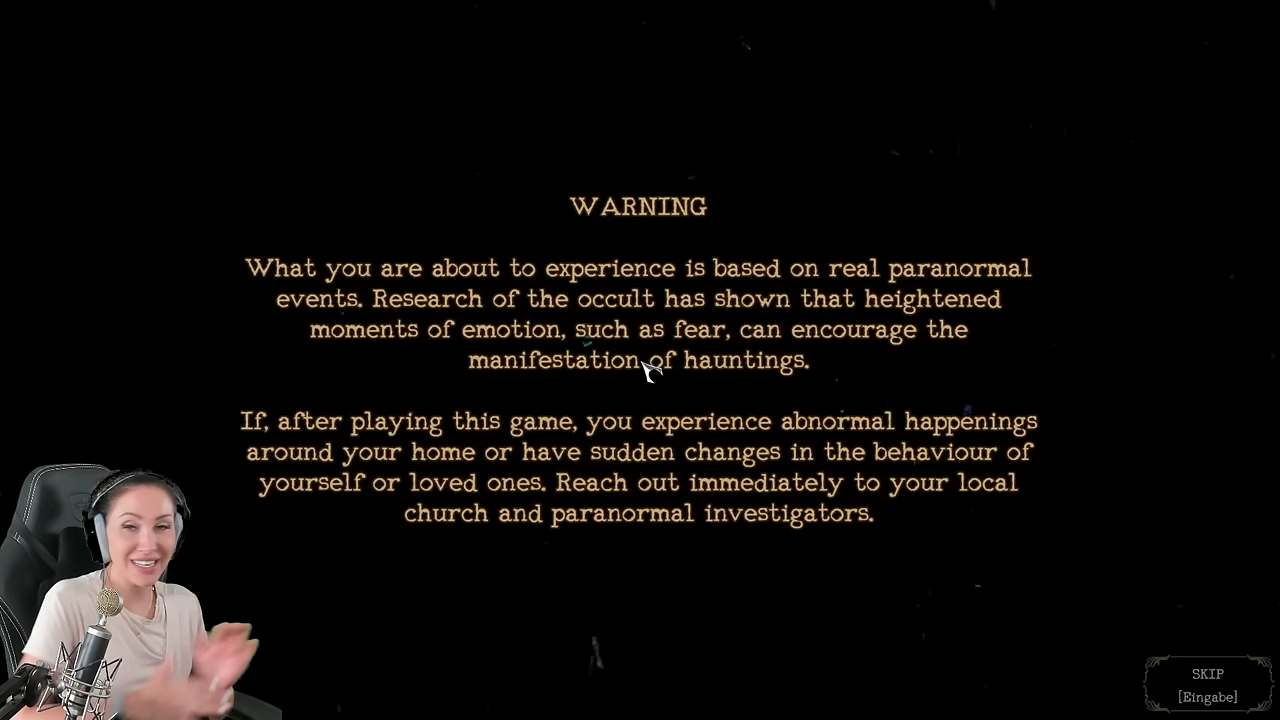 WARNING
What you are about to experience is based on real paranormal
events. Research of the occult has shown that heightened
moments of emotion, such as fear, can encourage the
manifestation of hauntings.
If, after playing this game, you experience abnormal happenings
around your home or have sudden changes in the behaviour of
yourself or loved ones. Reach out immediately to your local
church and paranormal investigators.
SKIP
[Eingabe]